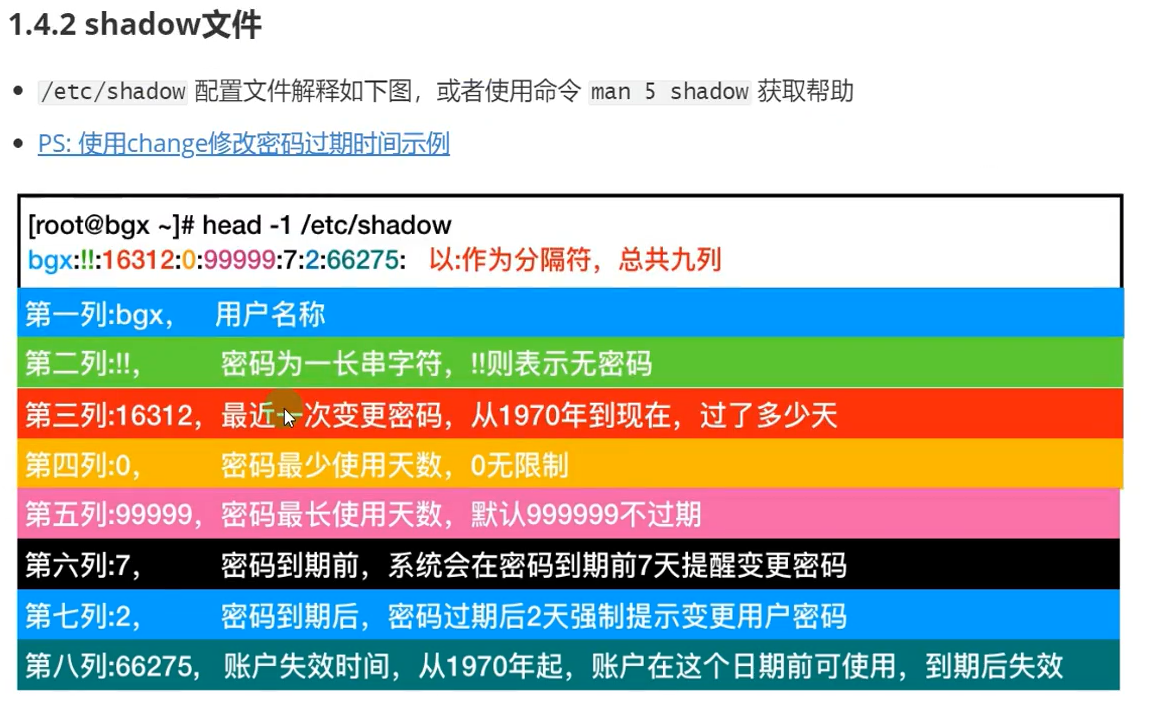 1.4.2 shadow文件
/etc/shadow 配置文件解释如下图，或者使用命令 man 5 shadow 获取帮助
PS: 使用change修改密码过期时间示例
[root@bgx ~]# head -1 /etc/shadow
bgx:!!:16312:0:99999:7:2:66275: 以:作为分隔符，总共九列
第一列:bgx, 用户名称
第二列:!!, 密码为一长串字符，!!则表示无密码
第三列:16312, 最近一次变更密码，从1970年到现在，过了多少天
第四列:0, 密码最少使用天数，0无限制
第五列:99999, 密码最长使用天数，默认999999不过期
第六列:7, 密码到期前，系统会在密码到期前7天提醒变更密码
第七列:2, 密码到期后，密码过期后2天强制提示变更用户密码
第八列:66275, 账户失效时间，从1970年起，账户在这个日期前可使用，到期后失效